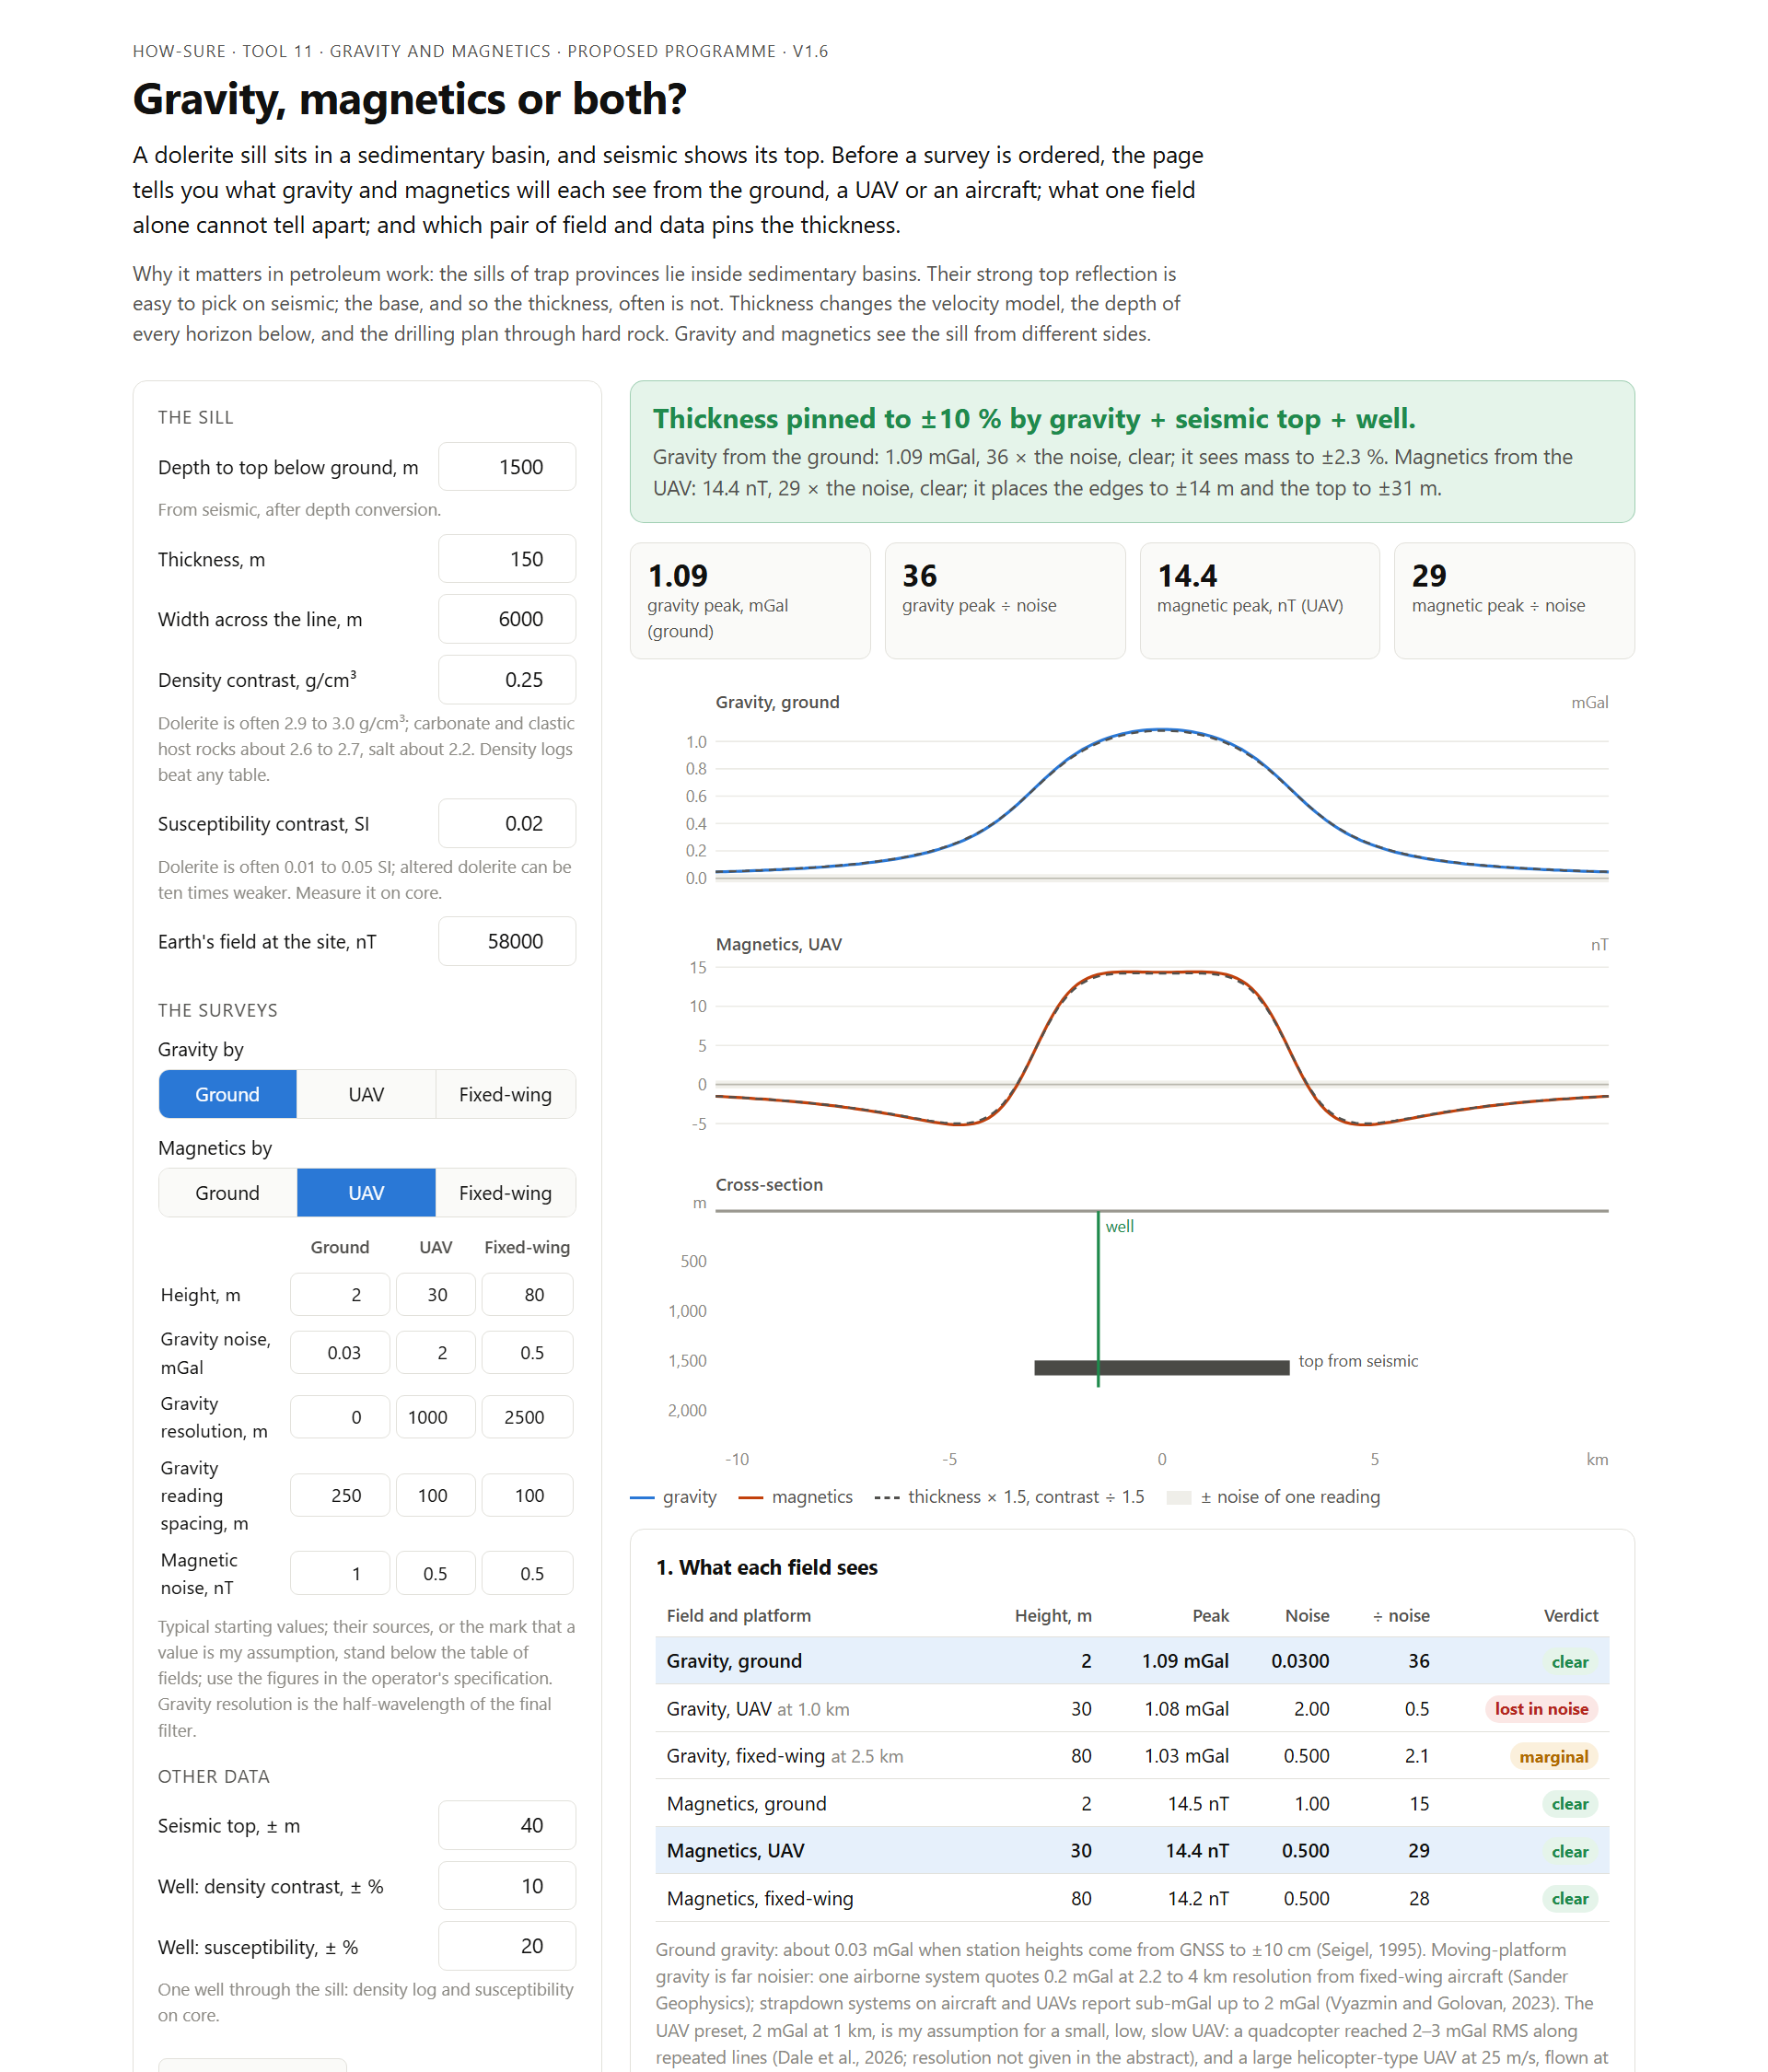 HOW-SURE · TOOL 11 · GRAVITY AND MAGNETICS · PROPOSED PROGRAMME · V1.6
Gravity, magnetics or both?
A dolerite sill sits in a sedimentary basin, and seismic shows its top. Before a survey is ordered, the page
tells you what gravity and magnetics will each see from the ground, a UAV or an aircraft; what one field
alone cannot tell apart; and which pair of field and data pins the thickness.
Why it matters in petroleum work: the sills of trap provinces lie inside sedimentary basins. Their strong top reflection is
easy to pick on seismic; the base, and so the thickness, often is not. Thickness changes the velocity model, the depth of
every horizon below, and the drilling plan through hard rock. Gravity and magnetics see the sill from different sides.
THE SILL
Depth to top below ground, m 1500
From seismic, after depth conversion.
Thickness, m 150
Width across the line, m 6000
Density contrast, g/cm³ 0.25
Dolerite is often 2.9 to 3.0 g/cm³; carbonate and clastic
host rocks about 2.6 to 2.7, salt about 2.2. Density logs
beat any table.
Susceptibility contrast, SI 0.02
Dolerite is often 0.01 to 0.05 SI; altered dolerite can be
ten times weaker. Measure it on core.
Earth's field at the site, nT 58000
THE SURVEYS
Gravity by
Ground UAV Fixed-wing
Magnetics by
Ground UAV Fixed-wing
Ground UAV Fixed-wing
Height, m 2 30 80
Gravity noise,
mGal 0.03 2 0.5
Gravity
resolution, m 0 1000 2500
Gravity
reading
spacing, m 250 100 100
Magnetic
noise, nT 1 0.5 0.5
Typical starting values; their sources, or the mark that a
value is my assumption, stand below the table of
fields; use the figures in the operator's specification.
Gravity resolution is the half-wavelength of the final
filter.
OTHER DATA
Seismic top, ± m 40
Well: density contrast, ± % 10
Well: susceptibility, ± % 20
One well through the sill: density log and susceptibility
on core.
Thickness pinned to ±10 % by gravity + seismic top + well.
Gravity from the ground: 1.09 mGal, 36 × the noise, clear; it sees mass to ±2.3 %. Magnetics from the
UAV: 14.4 nT, 29 × the noise, clear; it places the edges to ±14 m and the top to ±31 m.
1.09
gravity peak, mGal
(ground)
36
gravity peak ÷ noise
14.4
magnetic peak, nT (UAV)
29
magnetic peak ÷ noise
Gravity, ground mGal
1.0
0.8
0.6
0.4
0.2
0.0
Magnetics, UAV nT
15
10
5
0
-5
Cross-section
m
well
500
1,000
1,500 top from seismic
2,000
-10 -5 0 5 km
gravity magnetics thickness × 1.5, contrast ÷ 1.5 ± noise of one reading
1. What each field sees
Field and platform Height, m Peak Noise ÷ noise Verdict
Gravity, ground 2 1.09 mGal 0.0300 36 clear
Gravity, UAV at 1.0 km 30 1.08 mGal 2.00 0.5 lost in noise
Gravity, fixed-wing at 2.5 km 80 1.03 mGal 0.500 2.1 marginal
Magnetics, ground 2 14.5 nT 1.00 15 clear
Magnetics, UAV 30 14.4 nT 0.500 29 clear
Magnetics, fixed-wing 80 14.2 nT 0.500 28 clear
Ground gravity: about 0.03 mGal when station heights come from GNSS to ±10 cm (Seigel, 1995). Moving-platform
gravity is far noisier: one airborne system quotes 0.2 mGal at 2.2 to 4 km resolution from fixed-wing aircraft (Sander
Geophysics); strapdown systems on aircraft and UAVs report sub-mGal up to 2 mGal (Vyazmin and Golovan, 2023). The
UAV preset, 2 mGal at 1 km, is my assumption for a small, low, slow UAV: a quadcopter reached 2–3 mGal RMS along
repeated lines (Dale et al., 2026; resolution not given in the abstract), and a large helicopter-type UAV at 25 m/s, flown at